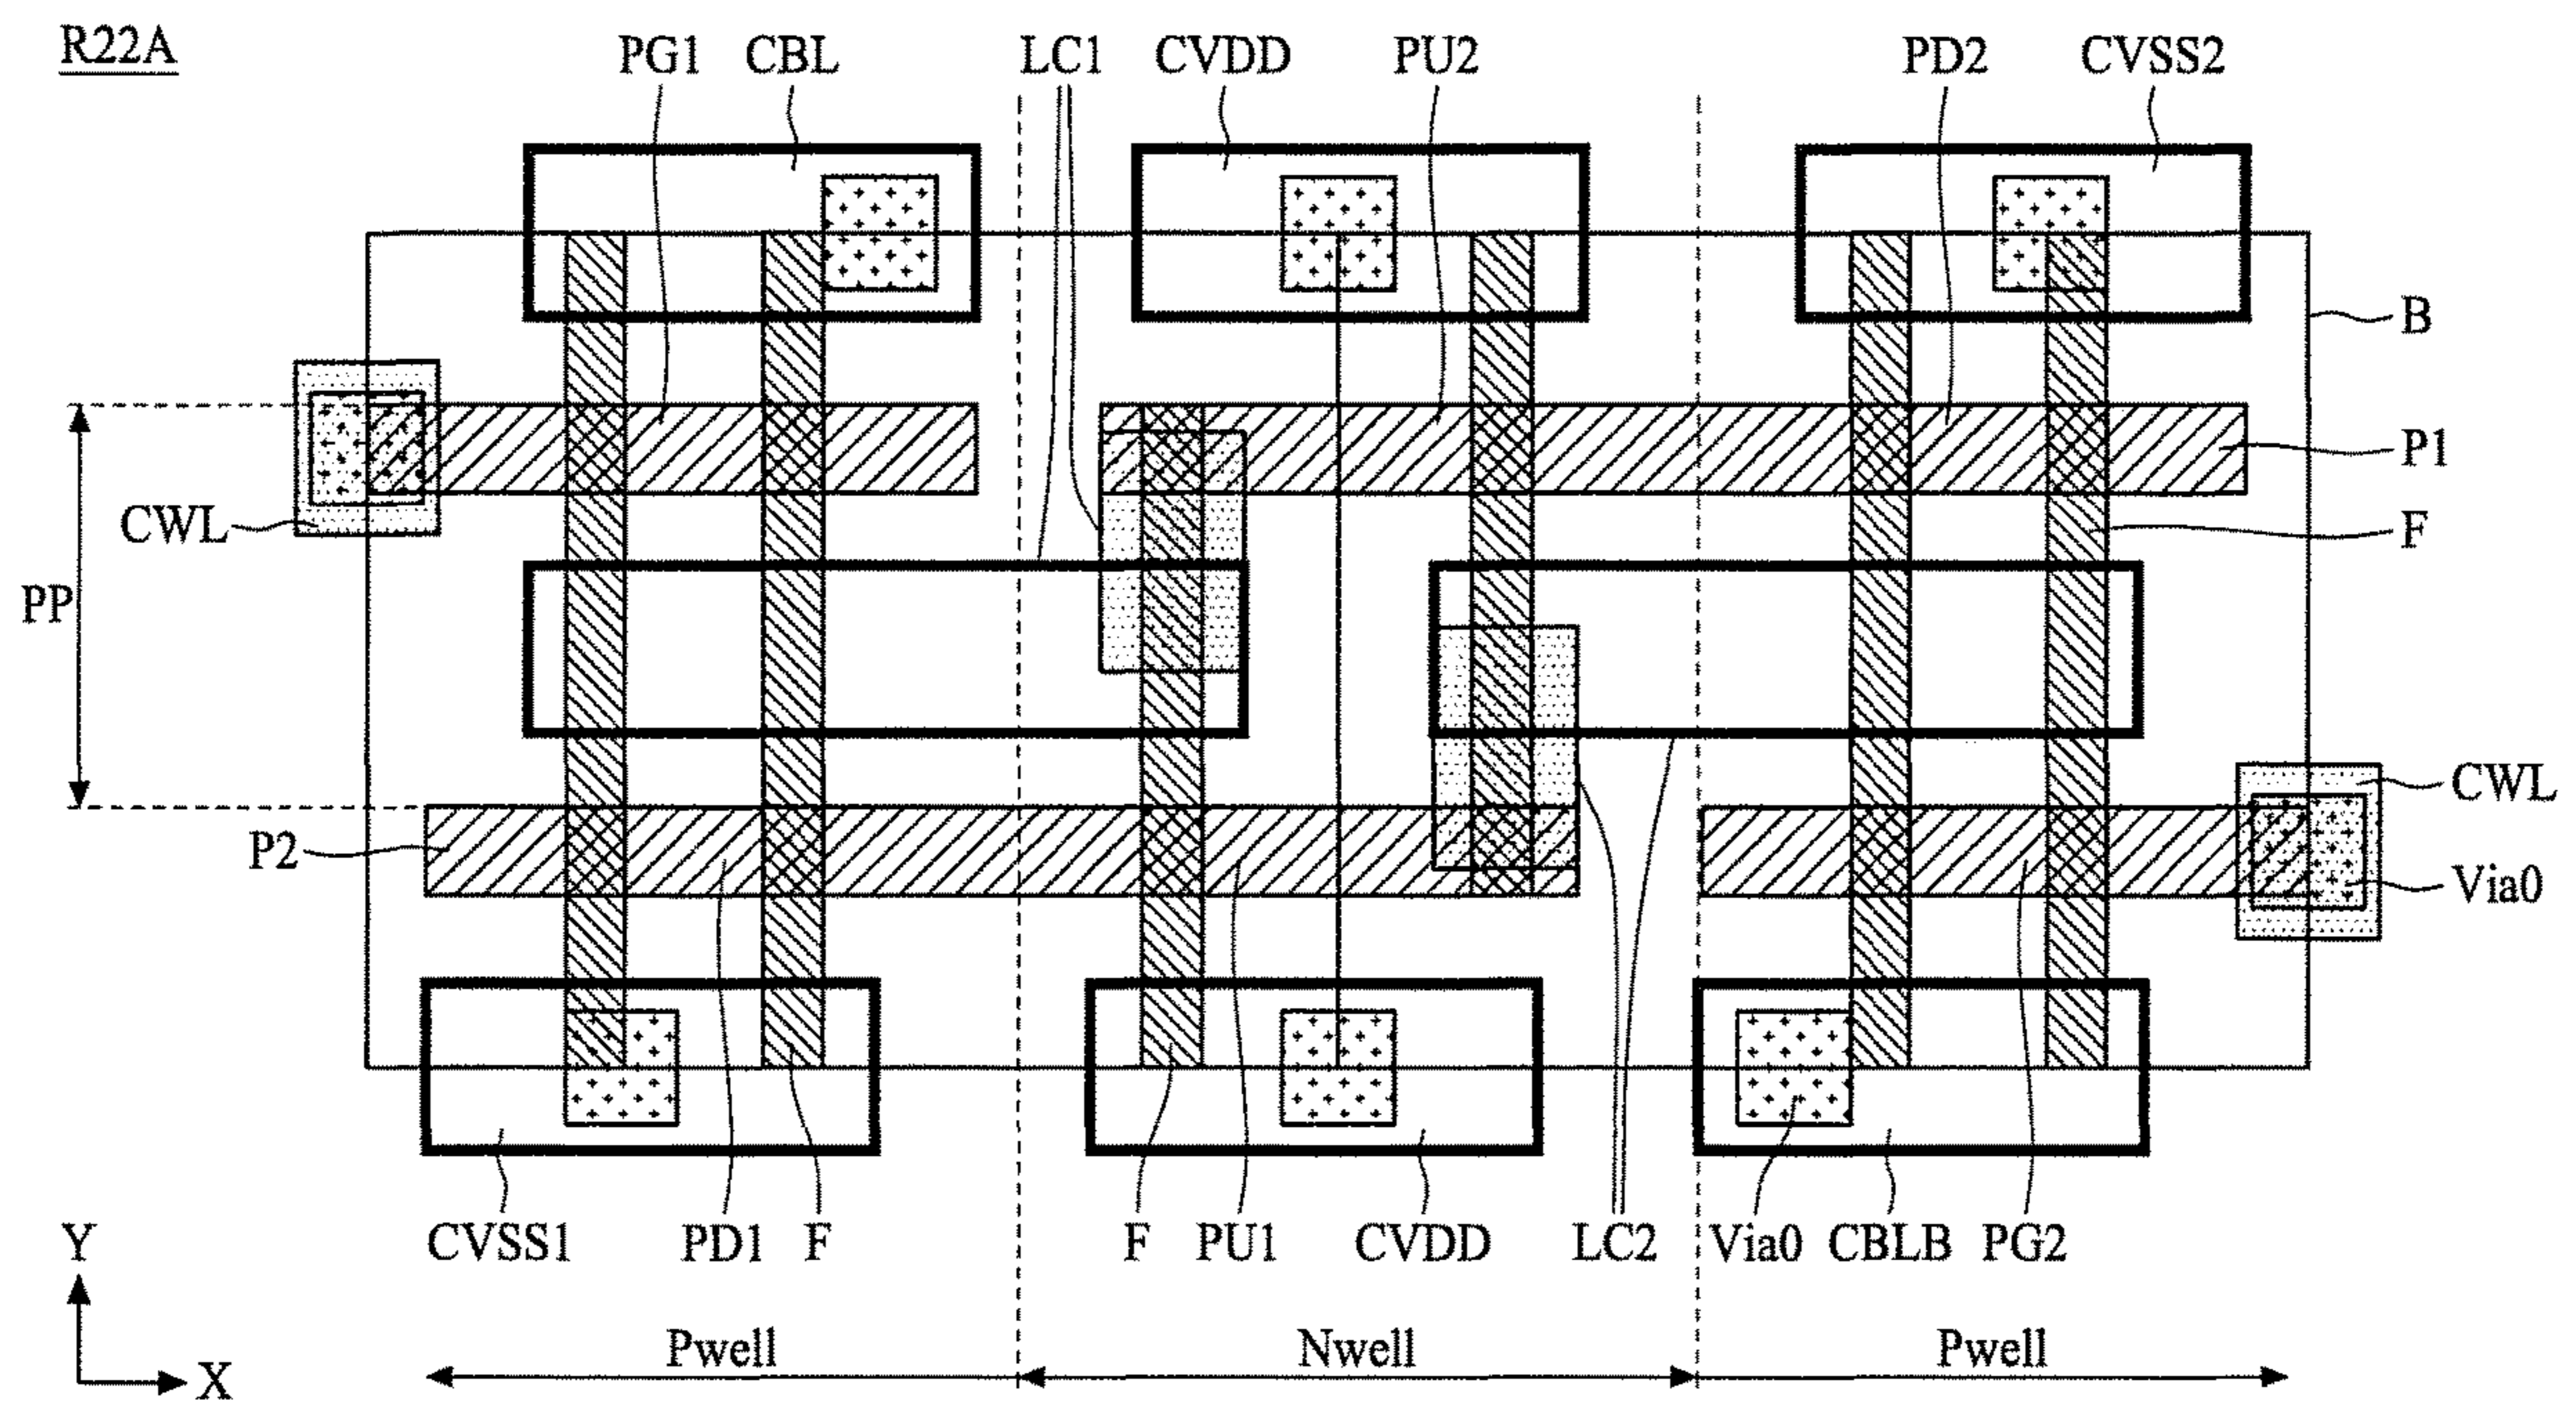 R22A
PG1 CBL LC1 CVDD PU2 PD2 CVSS2
B
P1
CWL F
PP
CWL
P2 Via0
CVSS1 PD1 F F PU1 CVDD LC2 Via0 CBLB PG2
Y
Pwell Nwell Pwell
X